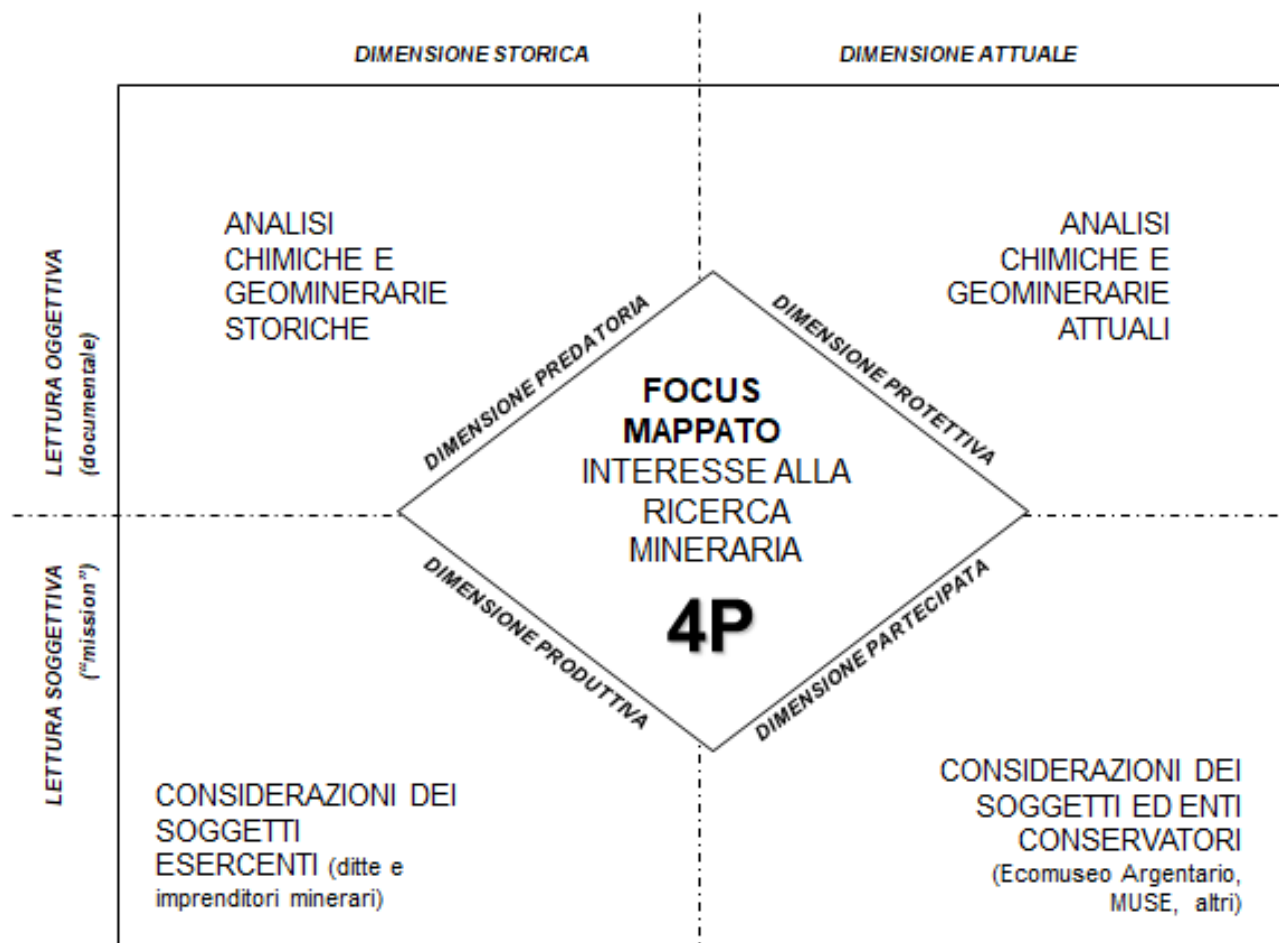 DIMENSIONE STORICA
DIMENSIONE ATTUALE
LETTURA OGGETTIVA
(documentale)
ANALISI
CHIMICHE E
GEOMINERARIE
STORICHE
ANALISI
CHIMICHE E
GEOMINERARIE
ATTUALI
DIMENSIONE PREDATORIA
DIMENSIONE PROTETTIVA
FOCUS
MAPPATO
INTERESSE ALLA
RICERCA
MINERARIA
4P
DIMENSIONE PRODUTTIVA
DIMENSIONE PARTECIPATA
LETTURA SOGGETTIVA
("mission")
CONSIDERAZIONI DEI
SOGGETTI
ESERCENTI (ditte e
imprenditori minerari)
CONSIDERAZIONI DEI
SOGGETTI ED ENTI
CONSERVATORI
(Ecomuseo Argentario,
MUSE, altri)